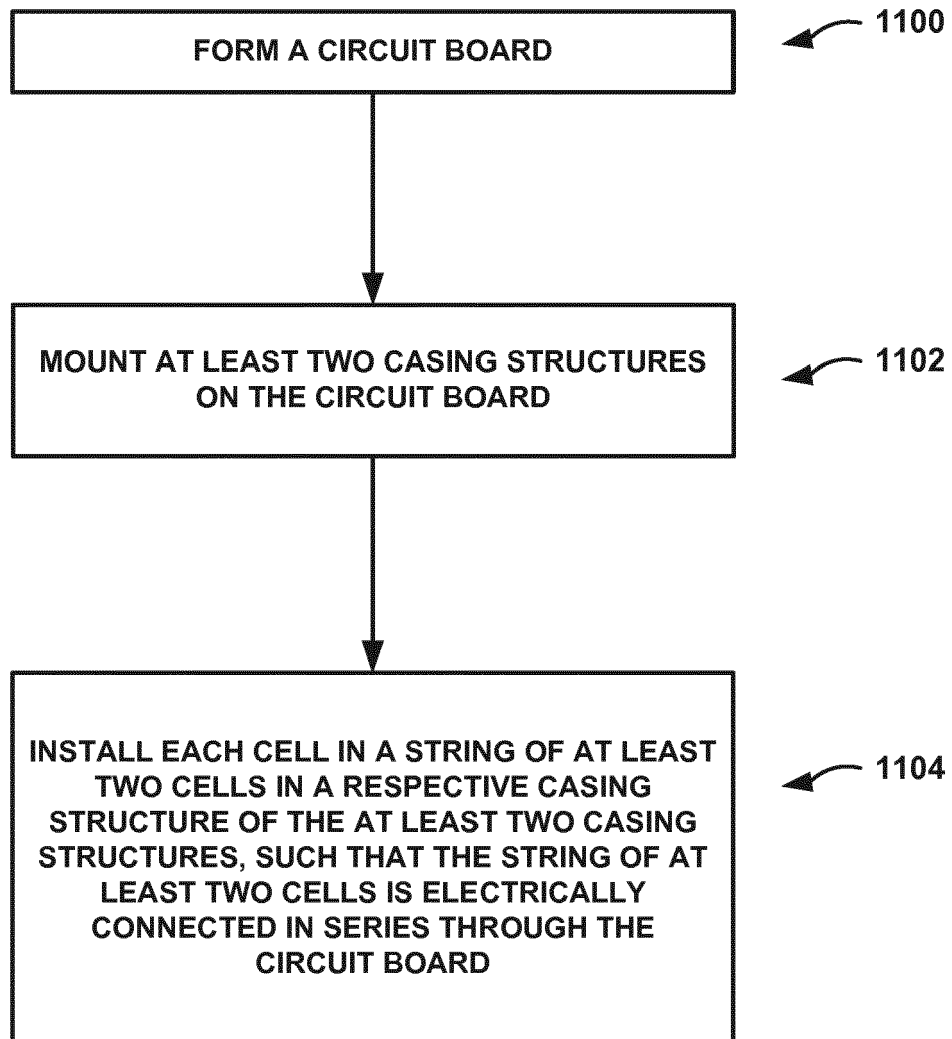 FORM A CIRCUIT BOARD
1100
MOUNT AT LEAST TWO CASING STRUCTURES
ON THE CIRCUIT BOARD
1102
INSTALL EACH CELL IN A STRING OF AT LEAST
TWO CELLS IN A RESPECTIVE CASING
STRUCTURE OF THE AT LEAST TWO CASING
STRUCTURES, SUCH THAT THE STRING OF AT
LEAST TWO CELLS IS ELECTRICALLY
CONNECTED IN SERIES THROUGH THE
CIRCUIT BOARD
1104